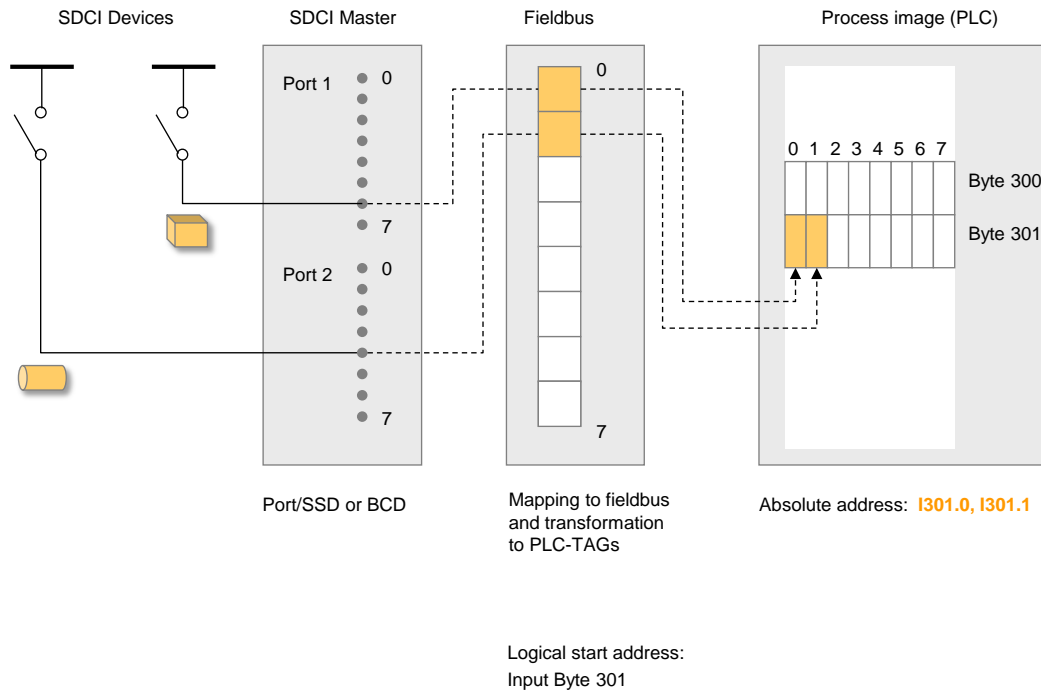 SDCI Devices
SDCI Master
Fieldbus
Process image (PLC)
Port 1
0
7
Port 2
0
7
0
7
0 1 2 3 4 5 6 7
Byte 300
Byte 301
Port/SSD or BCD
Mapping to fieldbus
and transformation
to PLC-TAGs
Absolute address: I301.0, I301.1
Logical start address:
Input Byte 301